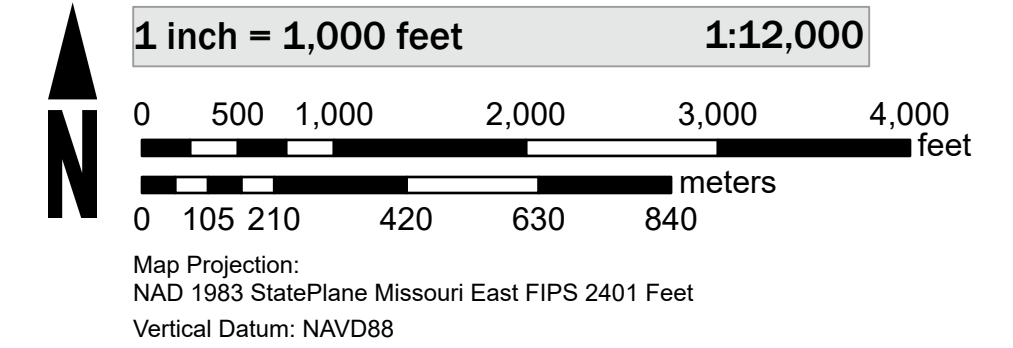 N
1 inch = 1,000 feet 1:12,000
0 500 1,000 2,000 3,000 4,000
feet
meters
0 105 210 420 630 840
Map Projection:
NAD 1983 StatePlane Missouri East FIPS 2401 Feet
Vertical Datum: NAVD88